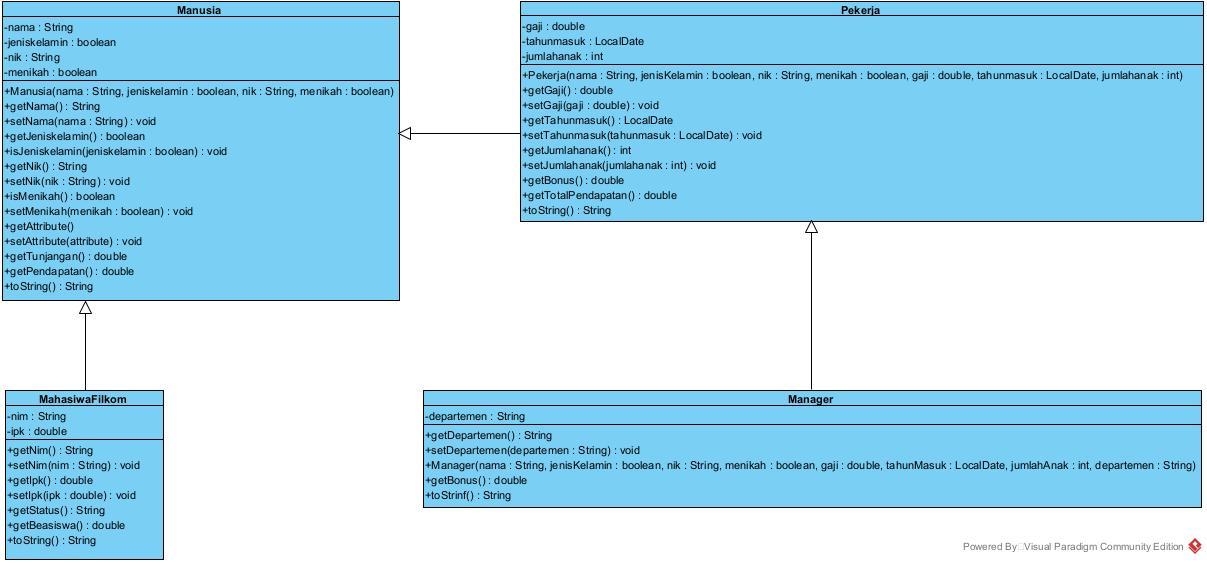 Manusia
-nama : String
-jeniskelamin : boolean
-nik : String
-menikah : boolean
+Manusia(nama : String, jeniskelamin : boolean, nik : String, menikah : boolean)
+getNama() : String
+setNama(nama : String) : void
+getJeniskelamin() : boolean
+isJeniskelamin(jeniskelamin : boolean) : void
+getNik() : String
+setNik(nik : String) : void
+isMenikah() : boolean
+setMenikah(menikah : boolean) : void
+getAttribute()
+setAttribute(attribute) : void
+getTunjangan() : double
+getPendapatan() : double
+toString() : String
Pekerja
-gaji : double
-tahunmasuk : LocalDate
-jumlahanak : int
+Pekerja(nama : String, jenisKelamin : boolean, nik : String, menikah : boolean, gaji : double, tahunmasuk : LocalDate, jumlahanak : int)
+getGaji() : double
+setGaji(gaji : double) : void
+getTahunmasuk() : LocalDate
+setTahunmasuk(tahunmasuk : LocalDate) : void
+getJumlahanak() : int
+setJumlahanak(jumlahanak : int) : void
+getBonus() : double
+getTotalPendapatan() : double
+toString() : String
MahasiwaFilkom
-nim : String
-ipk : double
+getNim() : String
+setNim(nim : String) : void
+getIpk() : double
+setIpk(ipk : double) : void
+getStatus() : String
+getBeasiswa() : double
+toString() : String
Manager
-departemen : String
+getDepartemen() : String
+setDepartemen(departemen : String) : void
+Manager(nama : String, jenisKelamin : boolean, nik : String, menikah : boolean, gaji : double, tahunMasuk : LocalDate, jumlahAnak : int, departemen : String)
+getBonus() : double
+toStrinf() : String
Powered By□Visual Paradigm Community Edition